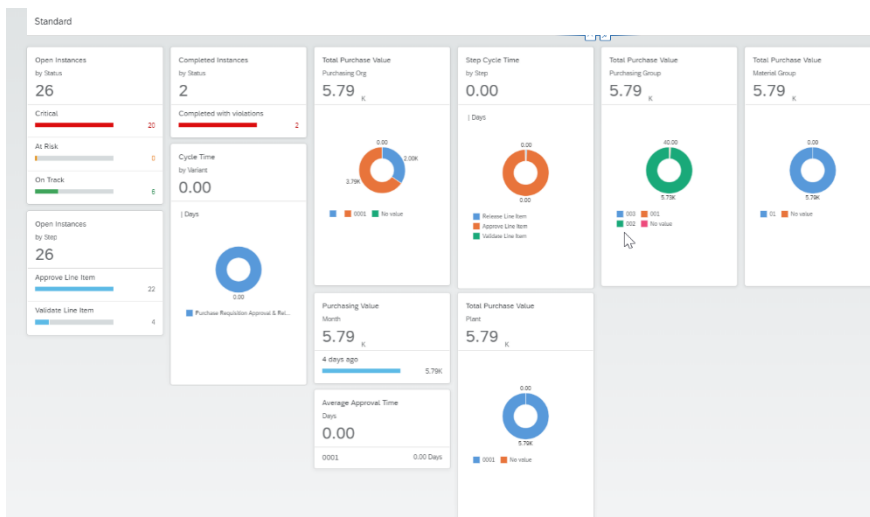 Standard
Open Instances
by Status
26
Critical
20
At Risk
0
On Track
6
Open Instances
by Step
26
Approve Line Item
22
Validate Line Item
4
Completed Instances
by Status
2
Completed with violations
2
Cycle Time
by Variant
0.00
| Days
0.00
Purchase Requisition Approval & Rel...
Total Purchase Value
Purchasing Org
5.79 K
0.00
2.00K
3.79K
0001 No value
Purchasing Value
Month
5.79 K
4 days ago
5.79K
Average Approval Time
Days
0.00
0001 0.00 Days
Step Cycle Time
by Step
0.00
| Days
0.00
0.00
Release Line Item
Approve Line Item
Validate Line Item
Total Purchase Value
Plant
5.79 K
0.00
5.79K
0001 No value
Total Purchase Value
Purchasing Group
5.79 K
40.00
5.73K
003 001
002 No value
Total Purchase Value
Material Group
5.79 K
0.00
5.79K
01 No value